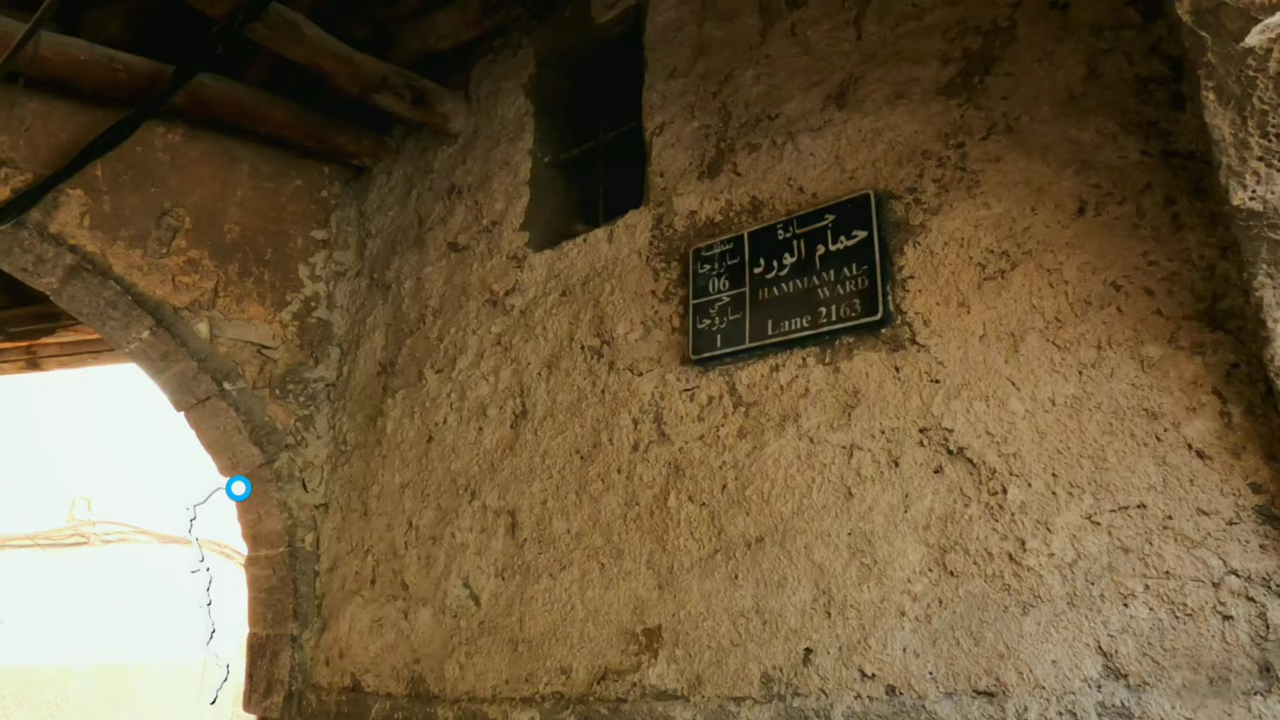 جادة
حمام الورد
HAMMAM AL-
WARD
Lane 2163
منطقة
ساروجا
06
حي
ساروجا
1